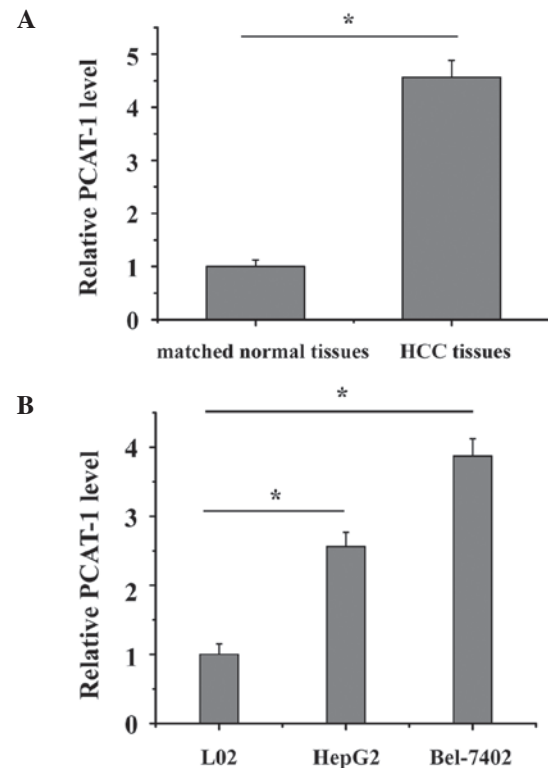 A
*
Relative PCAT-1 level
5
4
3
2
1
0
matched normal tissues HCC tissues
B
*
*
Relative PCAT-1 level
4
3
2
1
0
L02 HepG2 Bel-7402